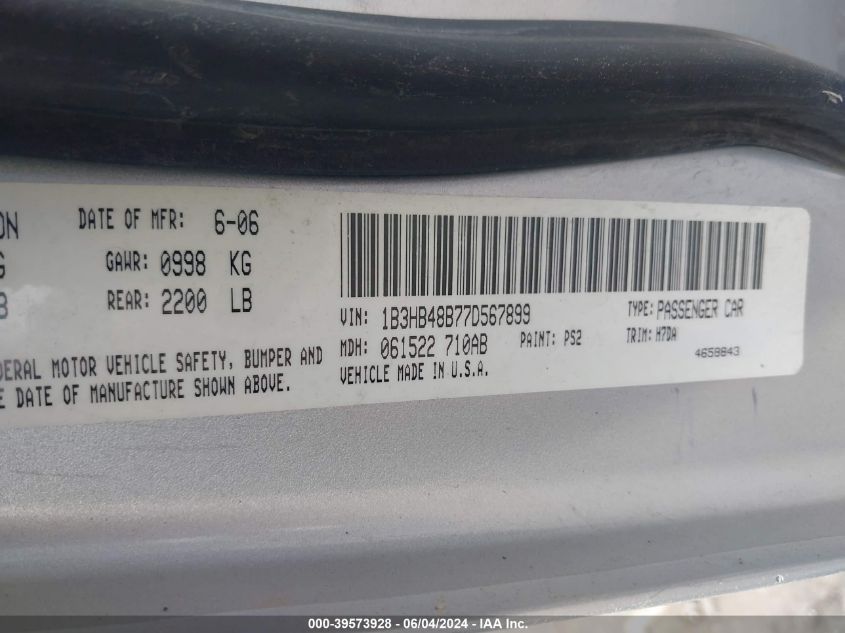 ON DATE OF MFR: 6-06
G GAWR: 0998 KG
B REAR: 2200 LB
VIN: 1B3HB48B77D567899 TYPE: PASSENGER CAR
MDH: 061522 710AB PAINT: PS2 TRIM: H7DA
VEHICLE MADE IN U.S.A. 4658843
DERAL MOTOR VEHICLE SAFETY, BUMPER AND
E DATE OF MANUFACTURE SHOWN ABOVE.
000-39573928 - 06/04/2024 - IAA Inc.